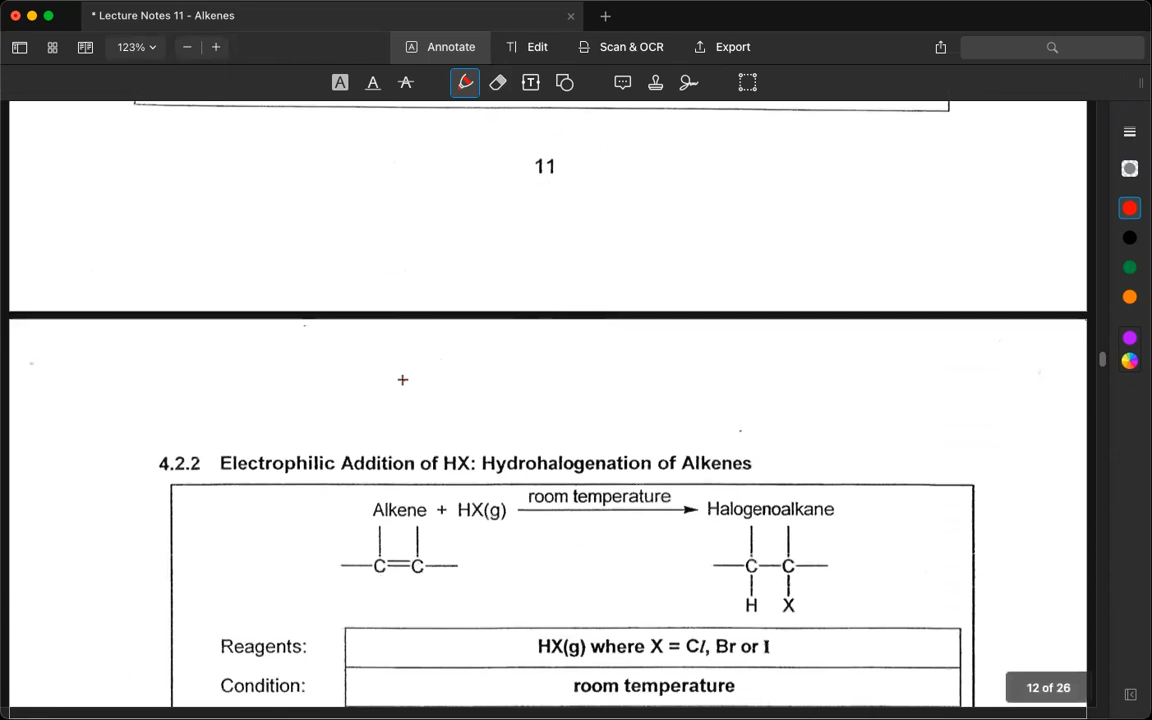 * Lecture Notes 11 - Alkenes
123%
Annotate
Edit
Scan & OCR
Export
11
4.2.2 Electrophilic Addition of HX: Hydrohalogenation of Alkenes
room temperature
Alkene + HX(g)
Halogenoalkane
C C
C C
H X
Reagents:
HX(g) where X = Cl, Br or I
Condition:
room temperature
12 of 26